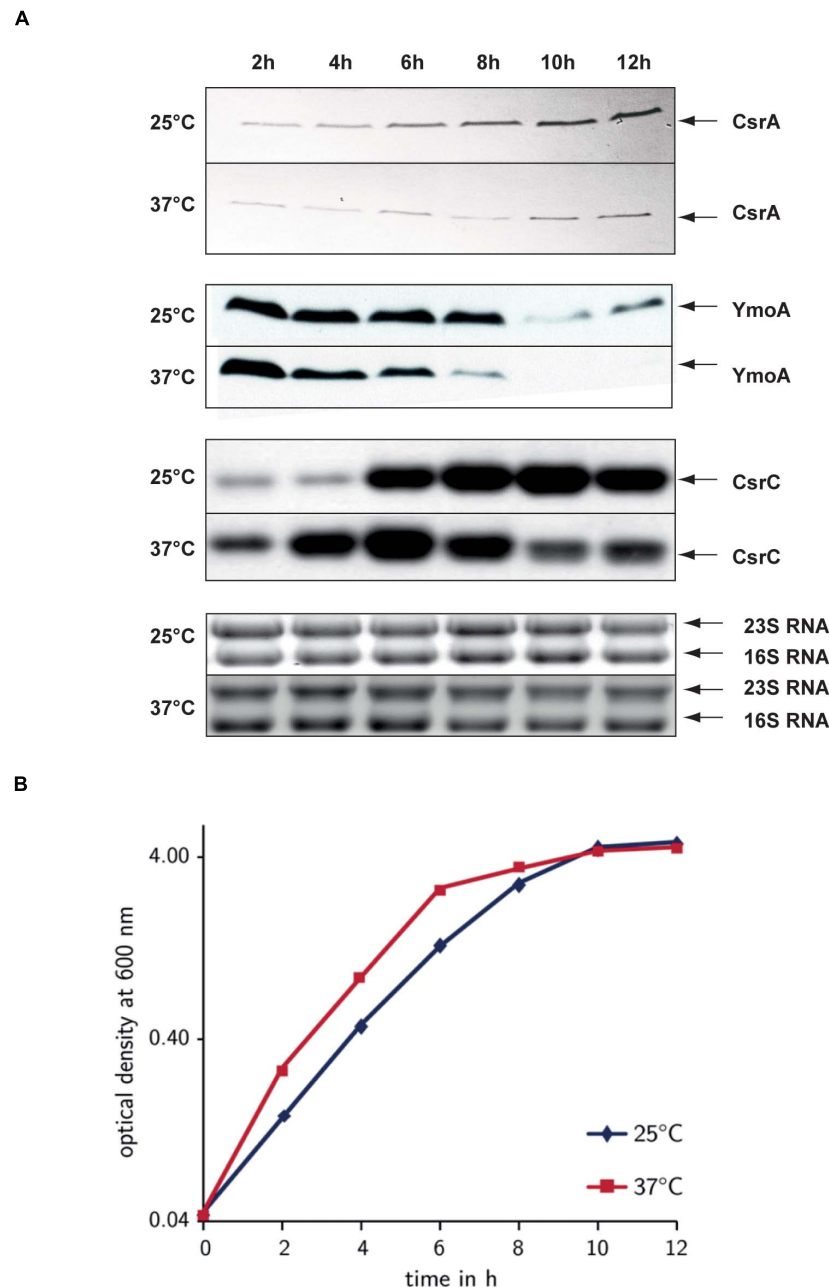 A
2h 4h 6h 8h 10h 12h
25°C CsrA
37°C CsrA
25°C YmoA
37°C YmoA
25°C CsrC
37°C CsrC
25°C 23S RNA
16S RNA
37°C 23S RNA
16S RNA
B
4.00
0.40
0.04
optical density at 600 nm
25°C
37°C
0 2 4 6 8 10 12
time in h